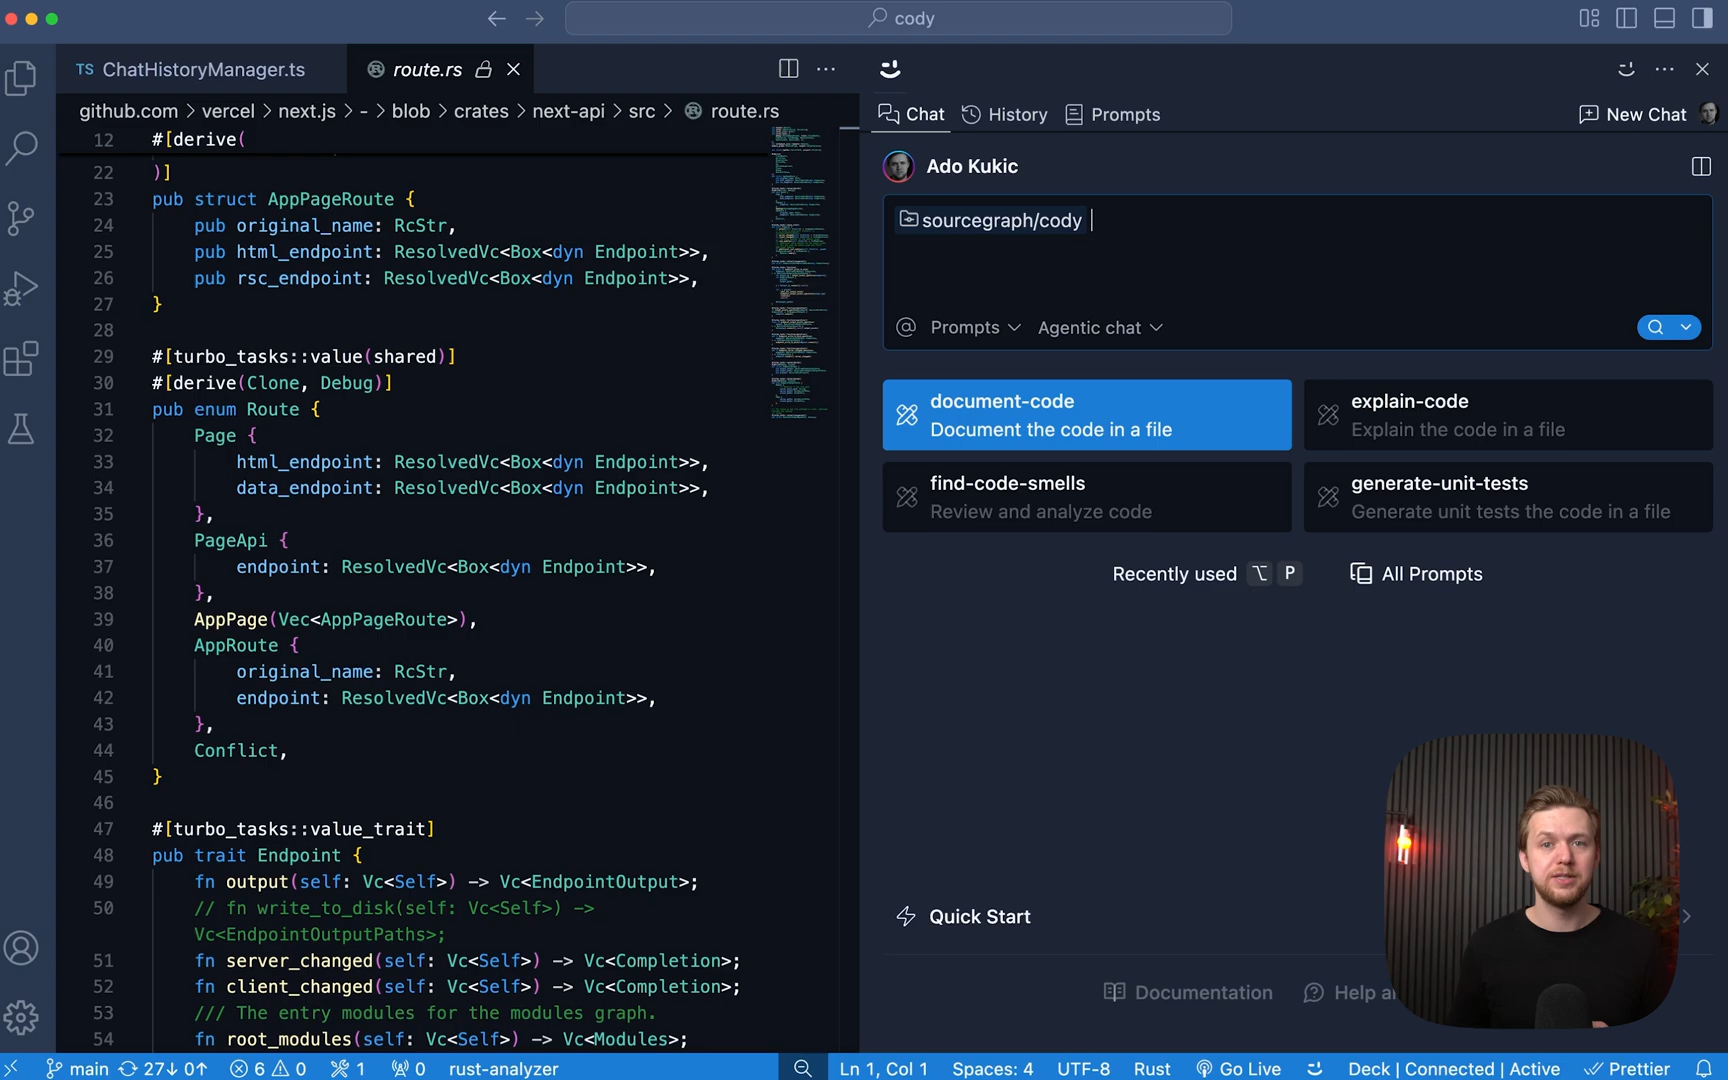 cody
TS ChatHistoryManager.ts
route.rs
github.com > vercel > next.js > - > blob > crates > next-api > src > route.rs
12 #[derive(
22 )]
23 pub struct AppPageRoute {
24 pub original_name: RcStr,
25 pub html_endpoint: ResolvedVc<Box<dyn Endpoint>>,
26 pub rsc_endpoint: ResolvedVc<Box<dyn Endpoint>>,
27 }
28
29 #[turbo_tasks::value(shared)]
30 #[derive(Clone, Debug)]
31 pub enum Route {
32 Page {
33 html_endpoint: ResolvedVc<Box<dyn Endpoint>>,
34 data_endpoint: ResolvedVc<Box<dyn Endpoint>>,
35 },
36 PageApi {
37 endpoint: ResolvedVc<Box<dyn Endpoint>>,
38 },
39 AppPage(Vec<AppPageRoute>),
40 AppRoute {
41 original_name: RcStr,
42 endpoint: ResolvedVc<Box<dyn Endpoint>>,
43 },
44 Conflict,
45 }
46
47 #[turbo_tasks::value_trait]
48 pub trait Endpoint {
49 fn output(self: Vc<Self>) -> Vc<EndpointOutput>;
50 // fn write_to_disk(self: Vc<Self>) ->
Vc<EndpointOutputPaths>;
51 fn server_changed(self: Vc<Self>) -> Vc<Completion>;
52 fn client_changed(self: Vc<Self>) -> Vc<Completion>;
53 /// The entry modules for the modules graph.
54 fn root_modules(self: Vc<Self>) -> Vc<Modules>;
Chat History Prompts
New Chat
Ado Kukic
sourcegraph/cody
@ Prompts Agentic chat
document-code
Document the code in a file
explain-code
Explain the code in a file
find-code-smells
Review and analyze code
generate-unit-tests
Generate unit tests the code in a file
Recently used ⌥ P
All Prompts
Quick Start
Documentation
Help
main 27↓ 0↑ 6 0 1 0 rust-analyzer
Ln 1, Col 1 Spaces: 4 UTF-8 Rust Go Live Deck | Connected | Active Prettier